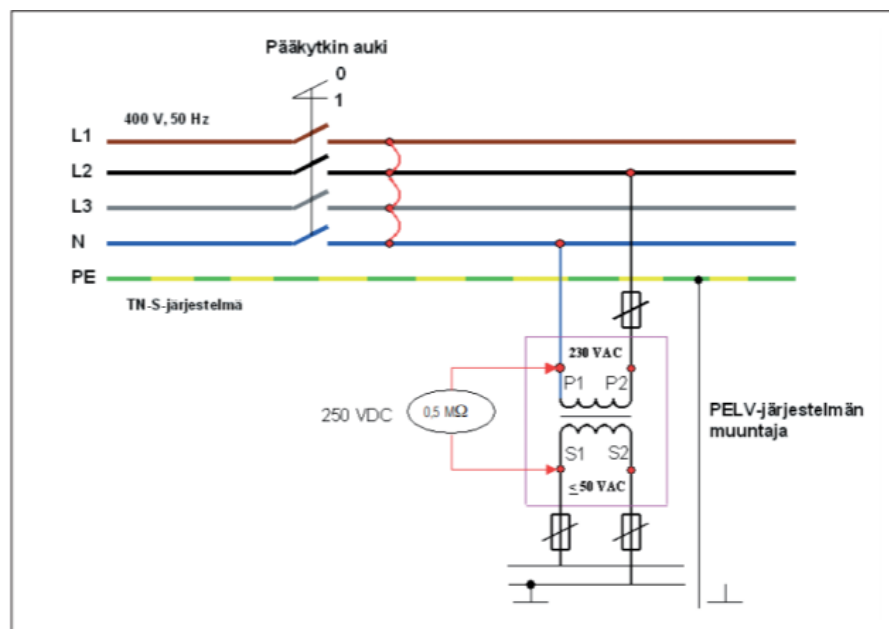 Pääkytkin auki
0
1
400 V, 50 Hz
L1
L2
L3
N
PE
TN-S-järjestelmä
230 VAC
P1 P2
250 VDC
0,5 MΩ
PELV-järjestelmän
muuntaja
S1 S2
≤50 VAC